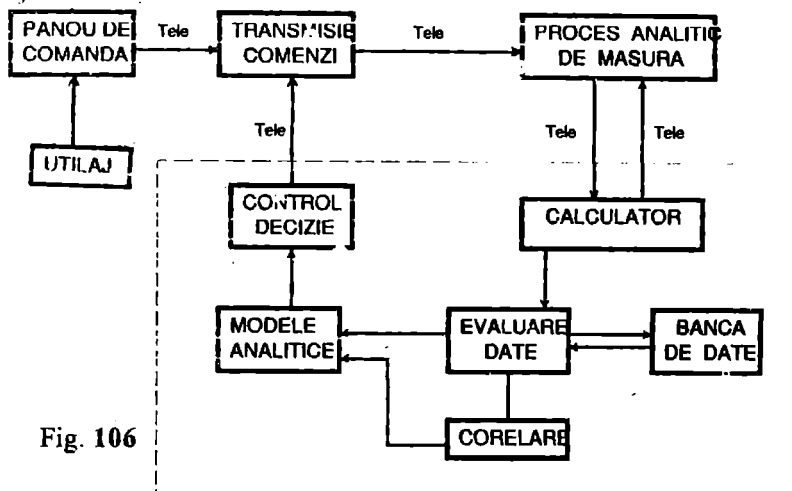 PANOU DE
COMANDA
Tele
TRANSMISIE
COMENZI
Tele
PROCES ANALITIC
DE MASURA
Tele
Tele
Tele
UTILAJ
CONTROL
DECIZIE
CALCULATOR
MODELE
ANALITICE
EVALUARE
DATE
BANCA
DE DATE
CORELARE
Fig. 106